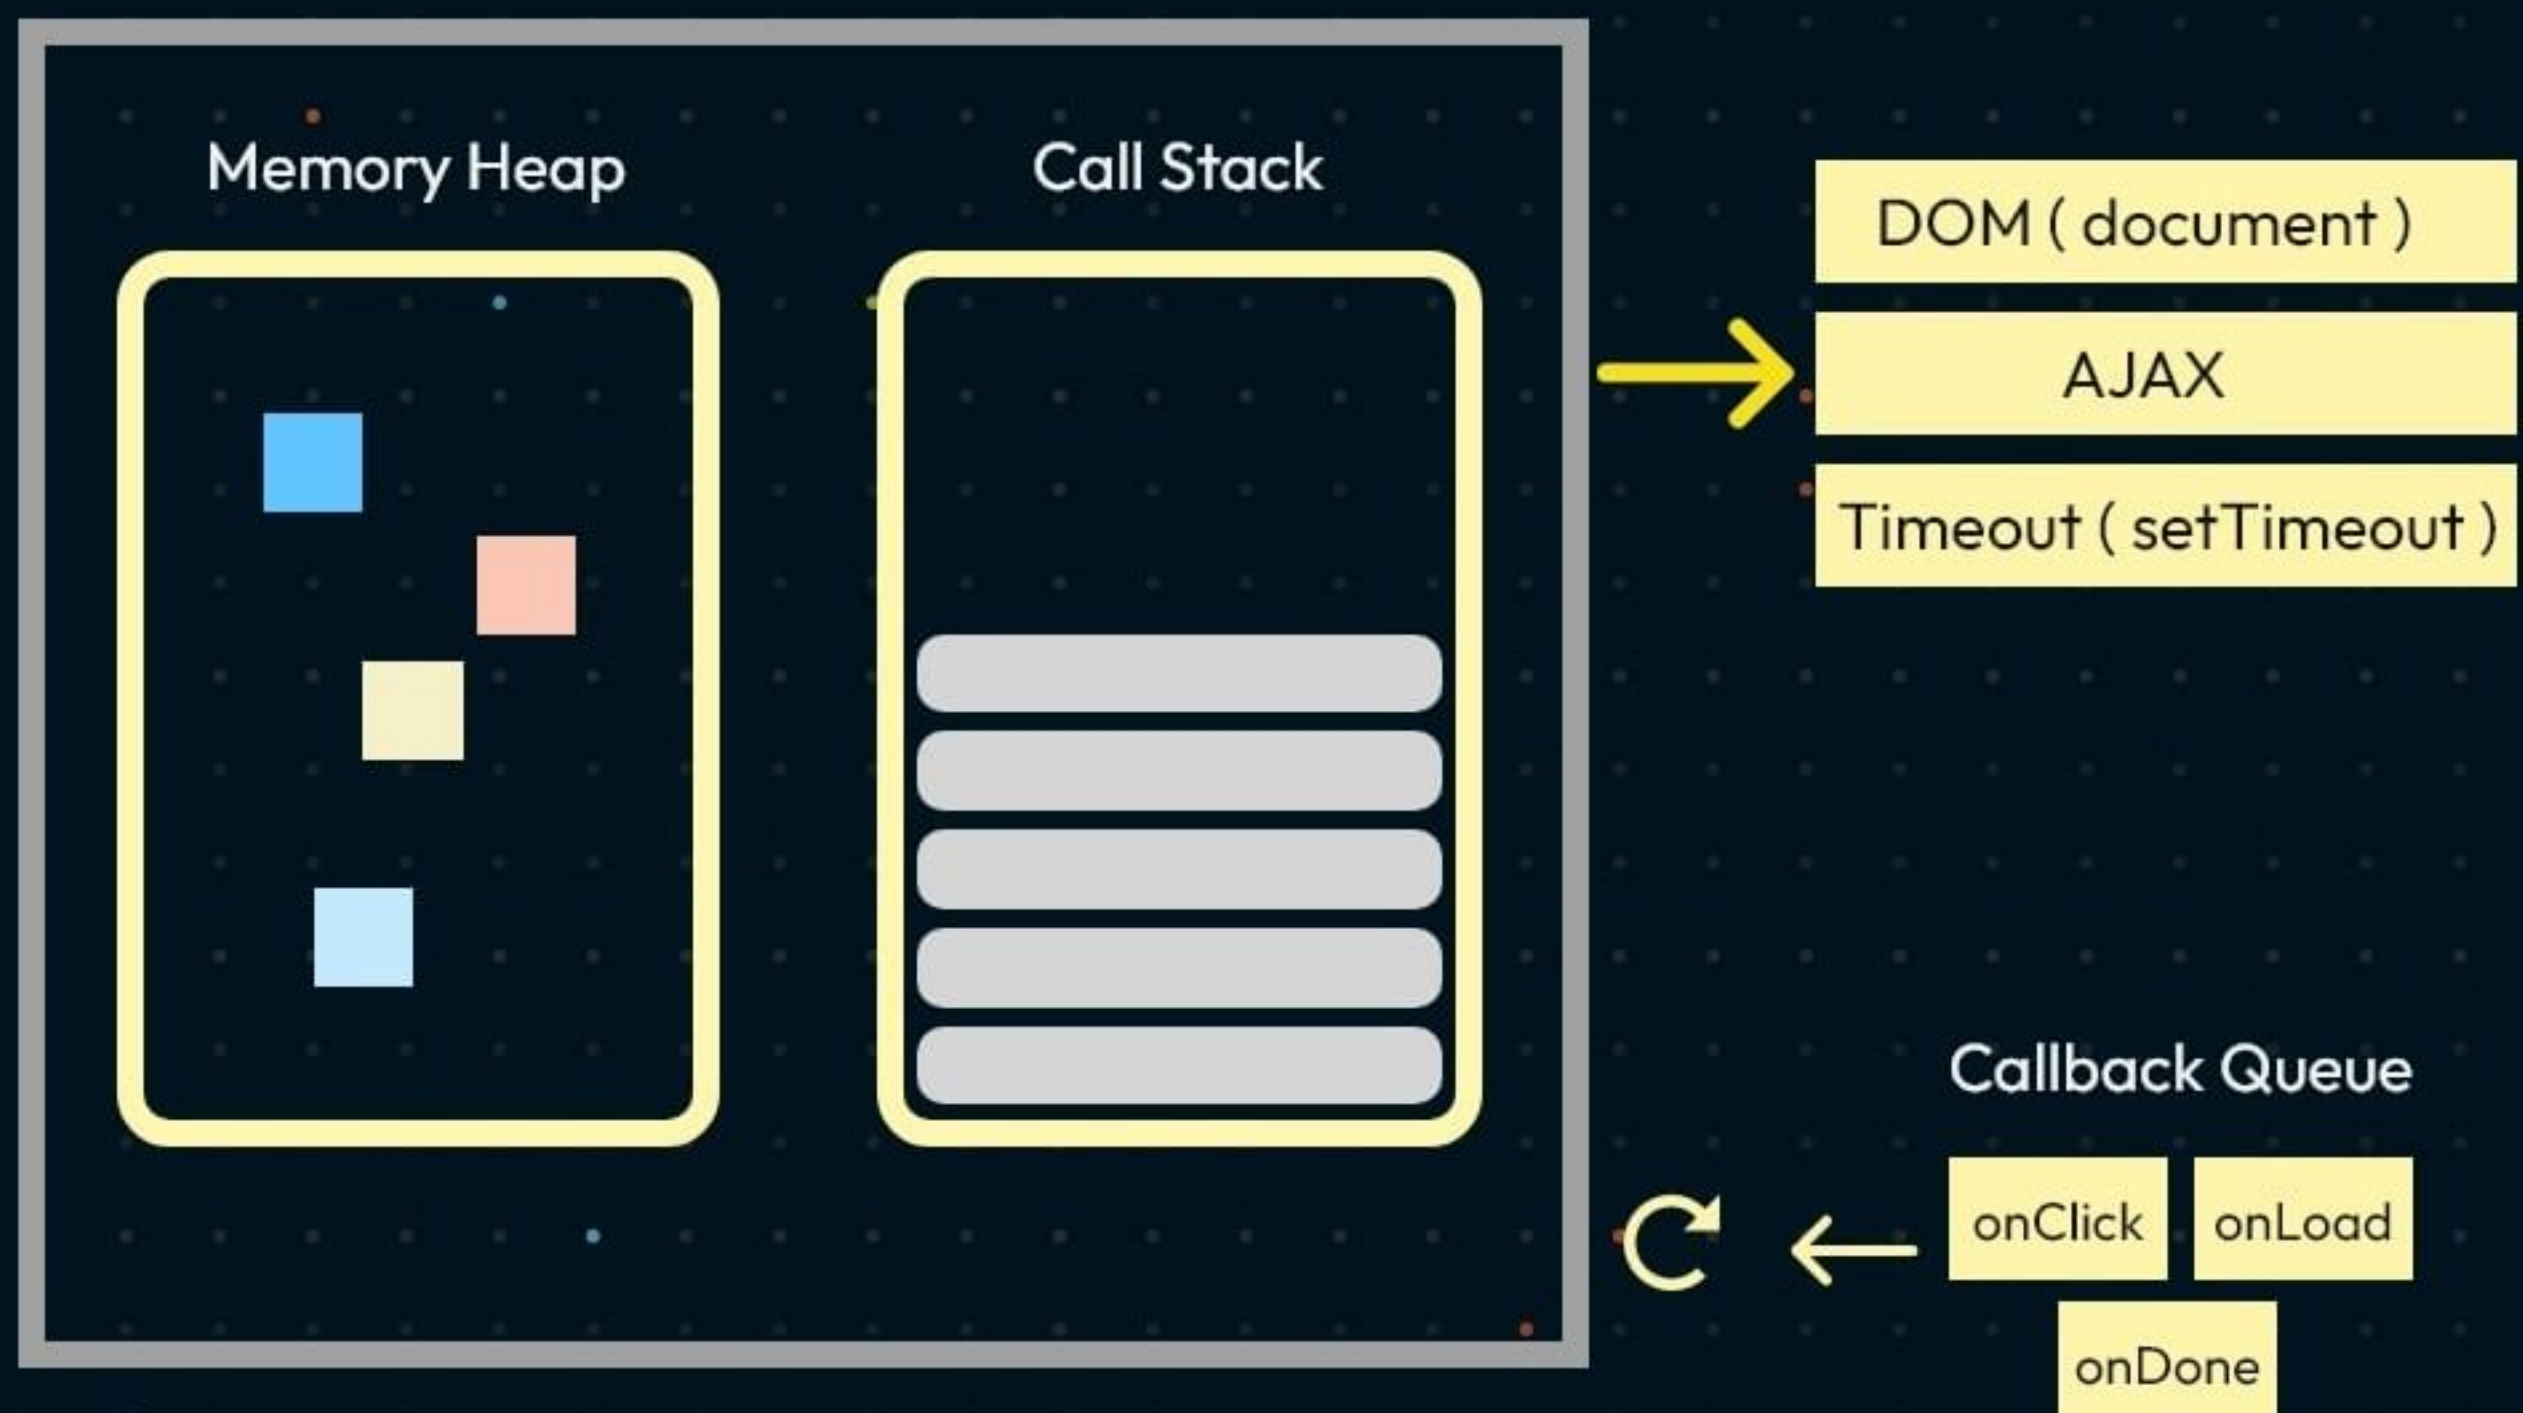 Memory Heap
Call Stack
DOM ( document )
AJAX
Timeout ( setTimeout )
Callback Queue
onClick
onLoad
onDone